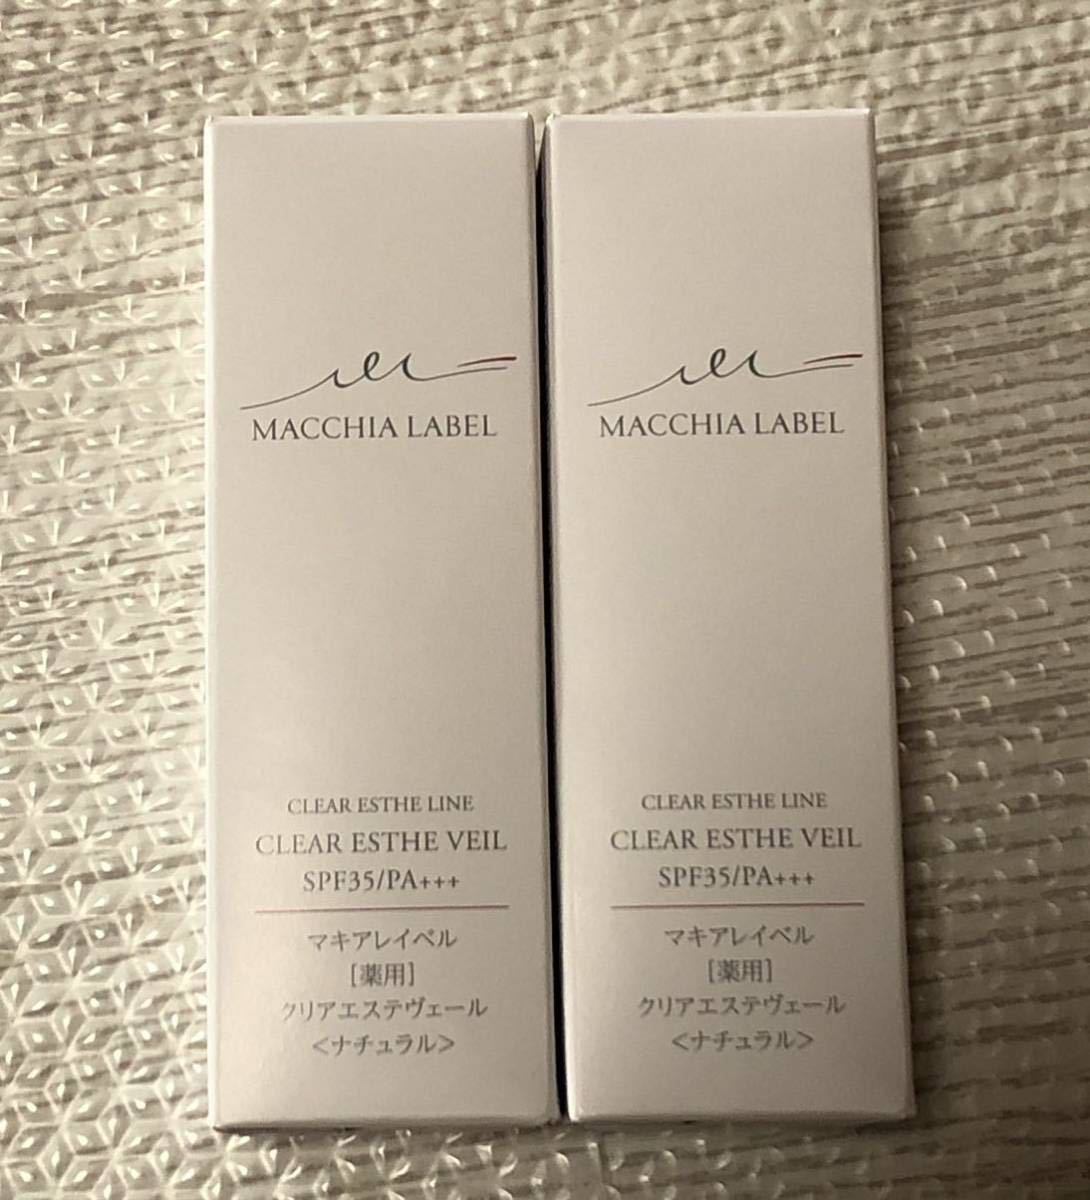 MACCHIA LABEL
CLEAR ESTHE LINE
CLEAR ESTHE VEIL
SPF35/PA+++
マキアレイベル
[薬用]
クリアエステヴェール
<ナチュラル>
MACCHIA LABEL
CLEAR ESTHE LINE
CLEAR ESTHE VEIL
SPF35/PA+++
マキアレイベル
[薬用]
クリアエステヴェール
<ナチュラル>